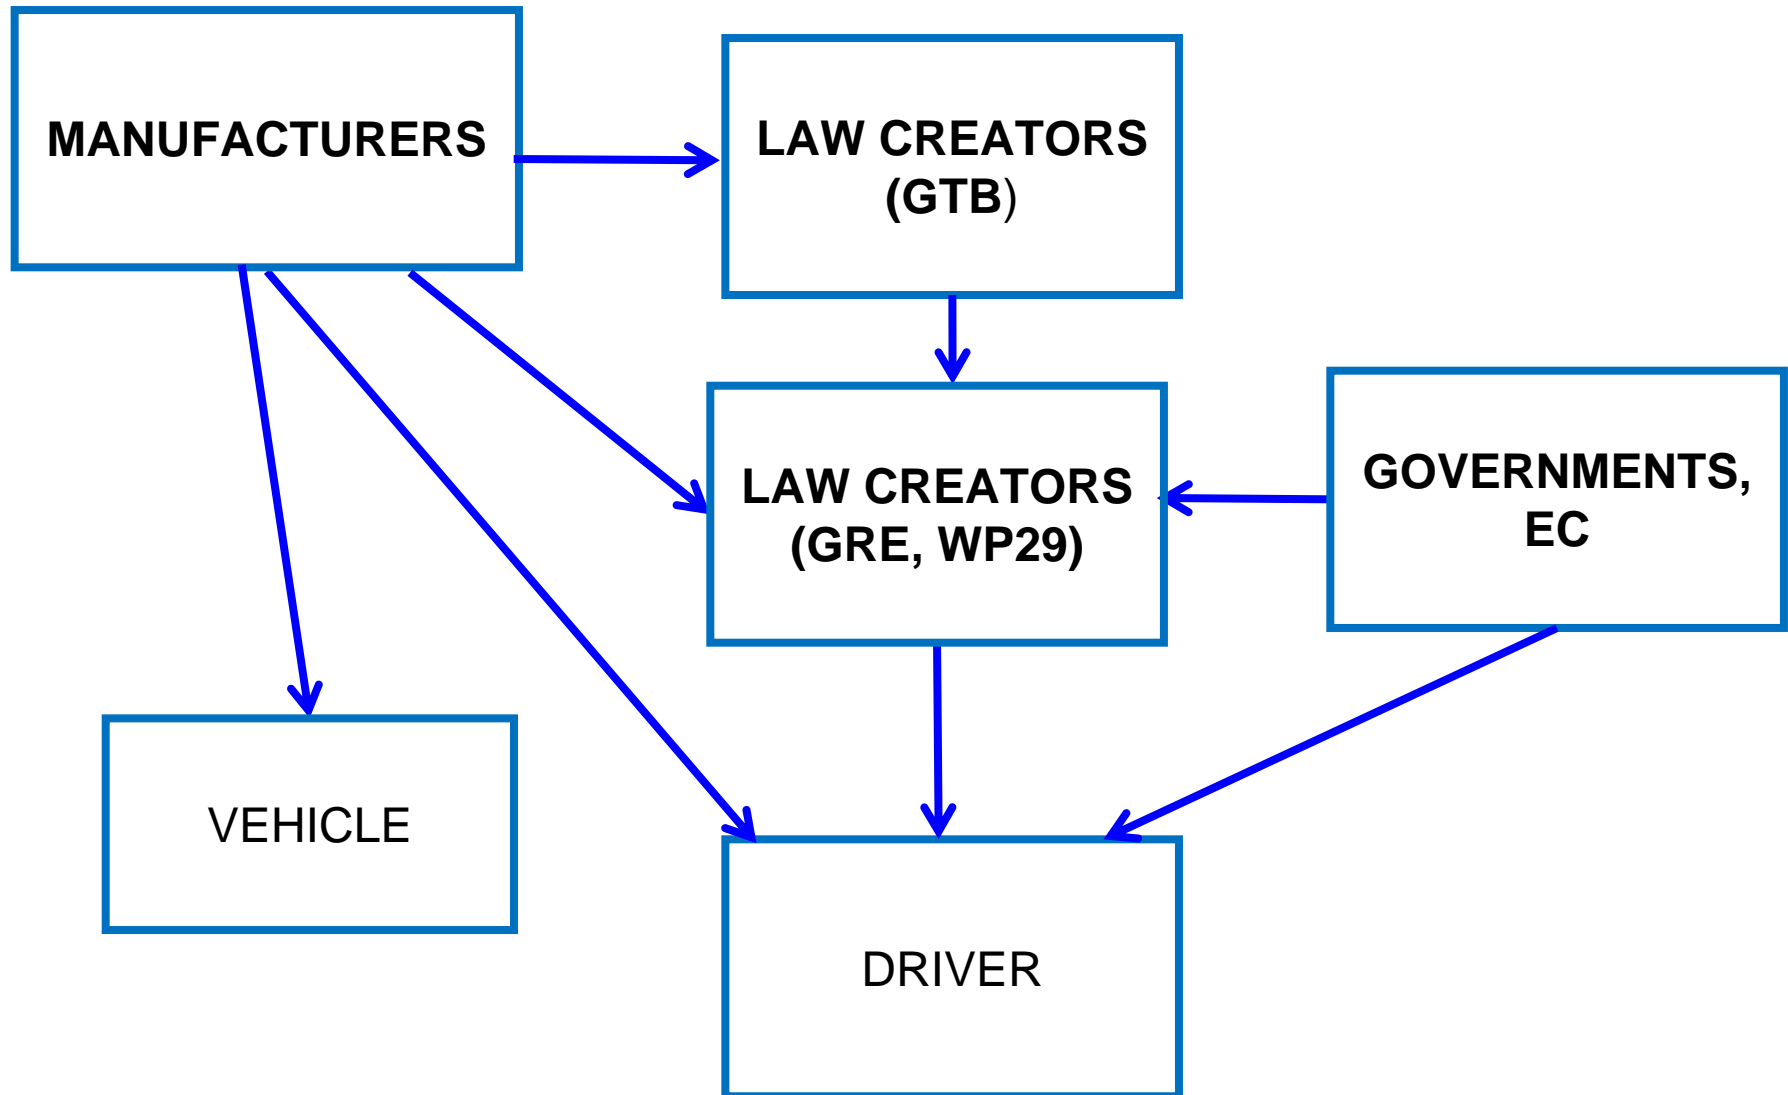 MANUFACTURERS
LAW CREATORS
(GTB)
LAW CREATORS
(GRE, WP29)
GOVERNMENTS,
EC
VEHICLE
DRIVER